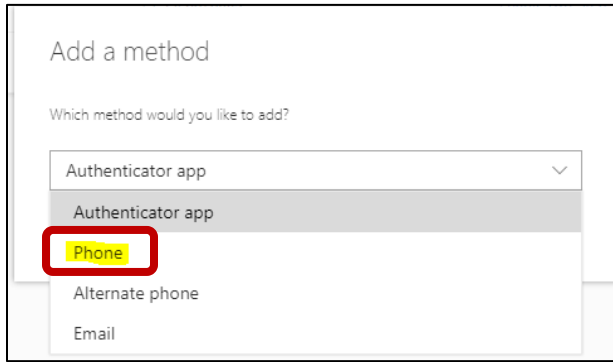 Add a method
Which method would you like to add?
Authenticator app
Authenticator app
Phone
Alternate phone
Email